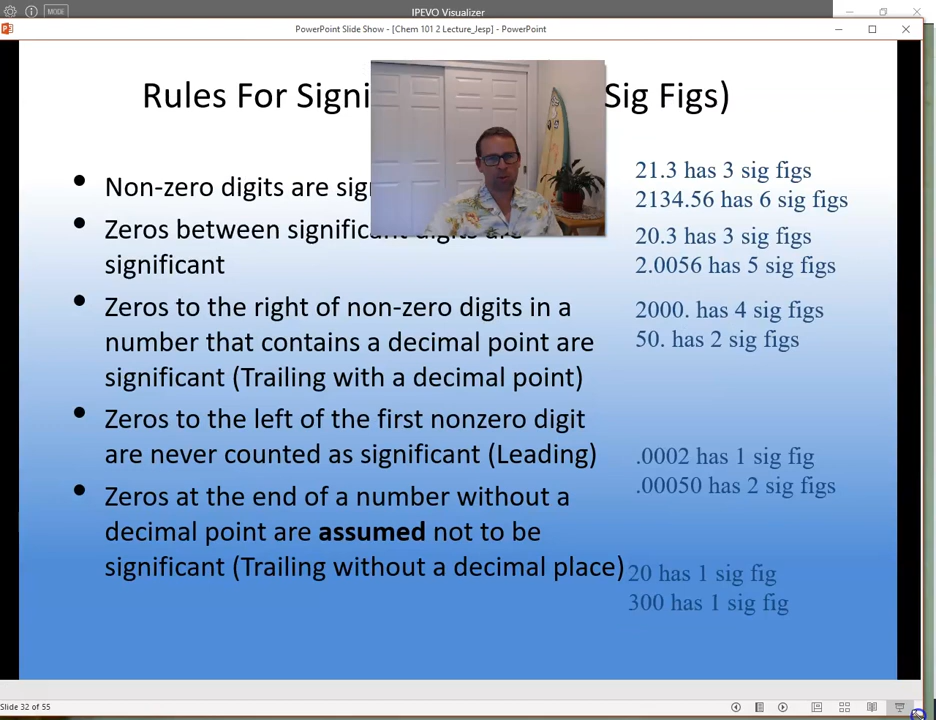 IPEVO Visualizer
MODE
PowerPoint Slide Show - [Chem 101 2 Lecture_Jesp] - PowerPoint
Rules For Signi Sig Figs)
Non-zero digits are sig
Zeros between significant digits are
significant
Zeros to the right of non-zero digits in a
number that contains a decimal point are
significant (Trailing with a decimal point)
Zeros to the left of the first nonzero digit
are never counted as significant (Leading)
Zeros at the end of a number without a
decimal point are assumed not to be
significant (Trailing without a decimal place)
21.3 has 3 sig figs
2134.56 has 6 sig figs
20.3 has 3 sig figs
2.0056 has 5 sig figs
2000. has 4 sig figs
50. has 2 sig figs
.0002 has 1 sig fig
.00050 has 2 sig figs
20 has 1 sig fig
300 has 1 sig fig
Slide 32 of 55